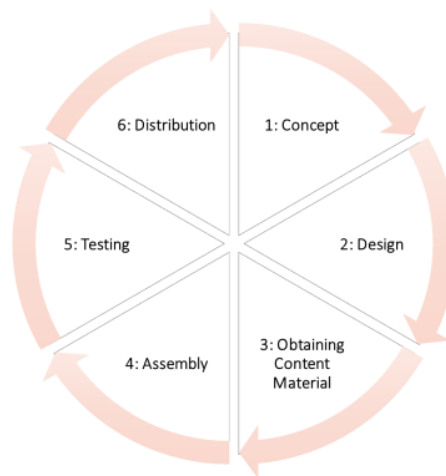 1: Concept
2: Design
3: Obtaining
Content
Material
4: Assembly
5: Testing
6: Distribution